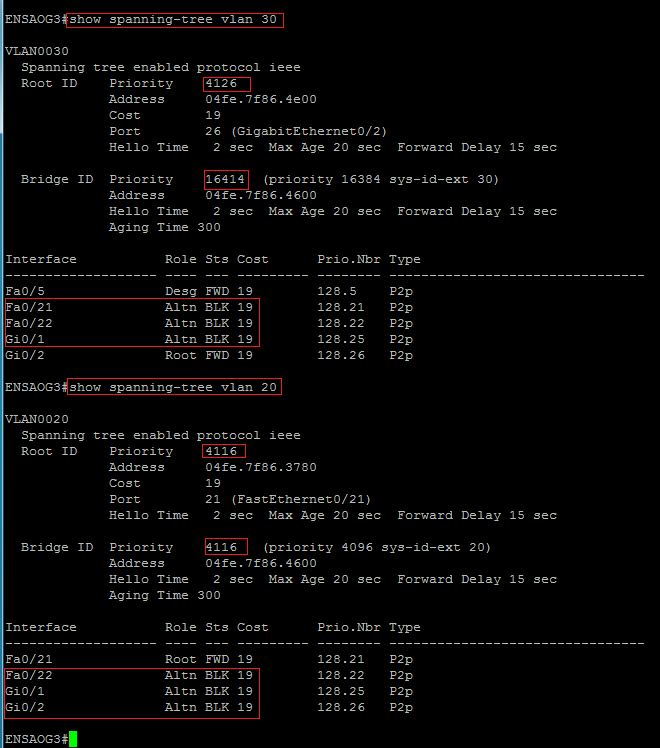 ENSAOG3#show spanning-tree vlan 30
VLAN0030
  Spanning tree enabled protocol ieee
  Root ID    Priority    4126
             Address     04fe.7f86.4e00
             Cost        19
             Port        26 (GigabitEthernet0/2)
             Hello Time   2 sec  Max Age 20 sec  Forward Delay 15 sec
  Bridge ID  Priority    16414  (priority 16384 sys-id-ext 30)
             Address     04fe.7f86.4600
             Hello Time   2 sec  Max Age 20 sec  Forward Delay 15 sec
             Aging Time 300
Interface           Role Sts Cost      Prio.Nbr Type
------------------- ---- --- --------- -------- --------------------------------
Fa0/5               Desg FWD 19        128.5    P2p
Fa0/21              Altn BLK 19        128.21   P2p
Fa0/22              Altn BLK 19        128.22   P2p
Gi0/1               Altn BLK 19        128.25   P2p
Gi0/2               Root FWD 19        128.26   P2p
ENSAOG3#show spanning-tree vlan 20
VLAN0020
  Spanning tree enabled protocol ieee
  Root ID    Priority    4116
             Address     04fe.7f86.3780
             Cost        19
             Port        21 (FastEthernet0/21)
             Hello Time   2 sec  Max Age 20 sec  Forward Delay 15 sec
  Bridge ID  Priority    4116   (priority 4096 sys-id-ext 20)
             Address     04fe.7f86.4600
             Hello Time   2 sec  Max Age 20 sec  Forward Delay 15 sec
             Aging Time 300
Interface           Role Sts Cost      Prio.Nbr Type
------------------- ---- --- --------- -------- --------------------------------
Fa0/21              Root FWD 19        128.21   P2p
Fa0/22              Altn BLK 19        128.22   P2p
Gi0/1               Altn BLK 19        128.25   P2p
Gi0/2               Altn BLK 19        128.26   P2p
ENSAOG3#